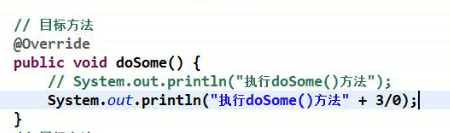 // 目标方法
@Override
public void doSome() {
// System.out.println("执行doSome()方法");
System.out.println("执行doSome()方法" + 3/0);
}